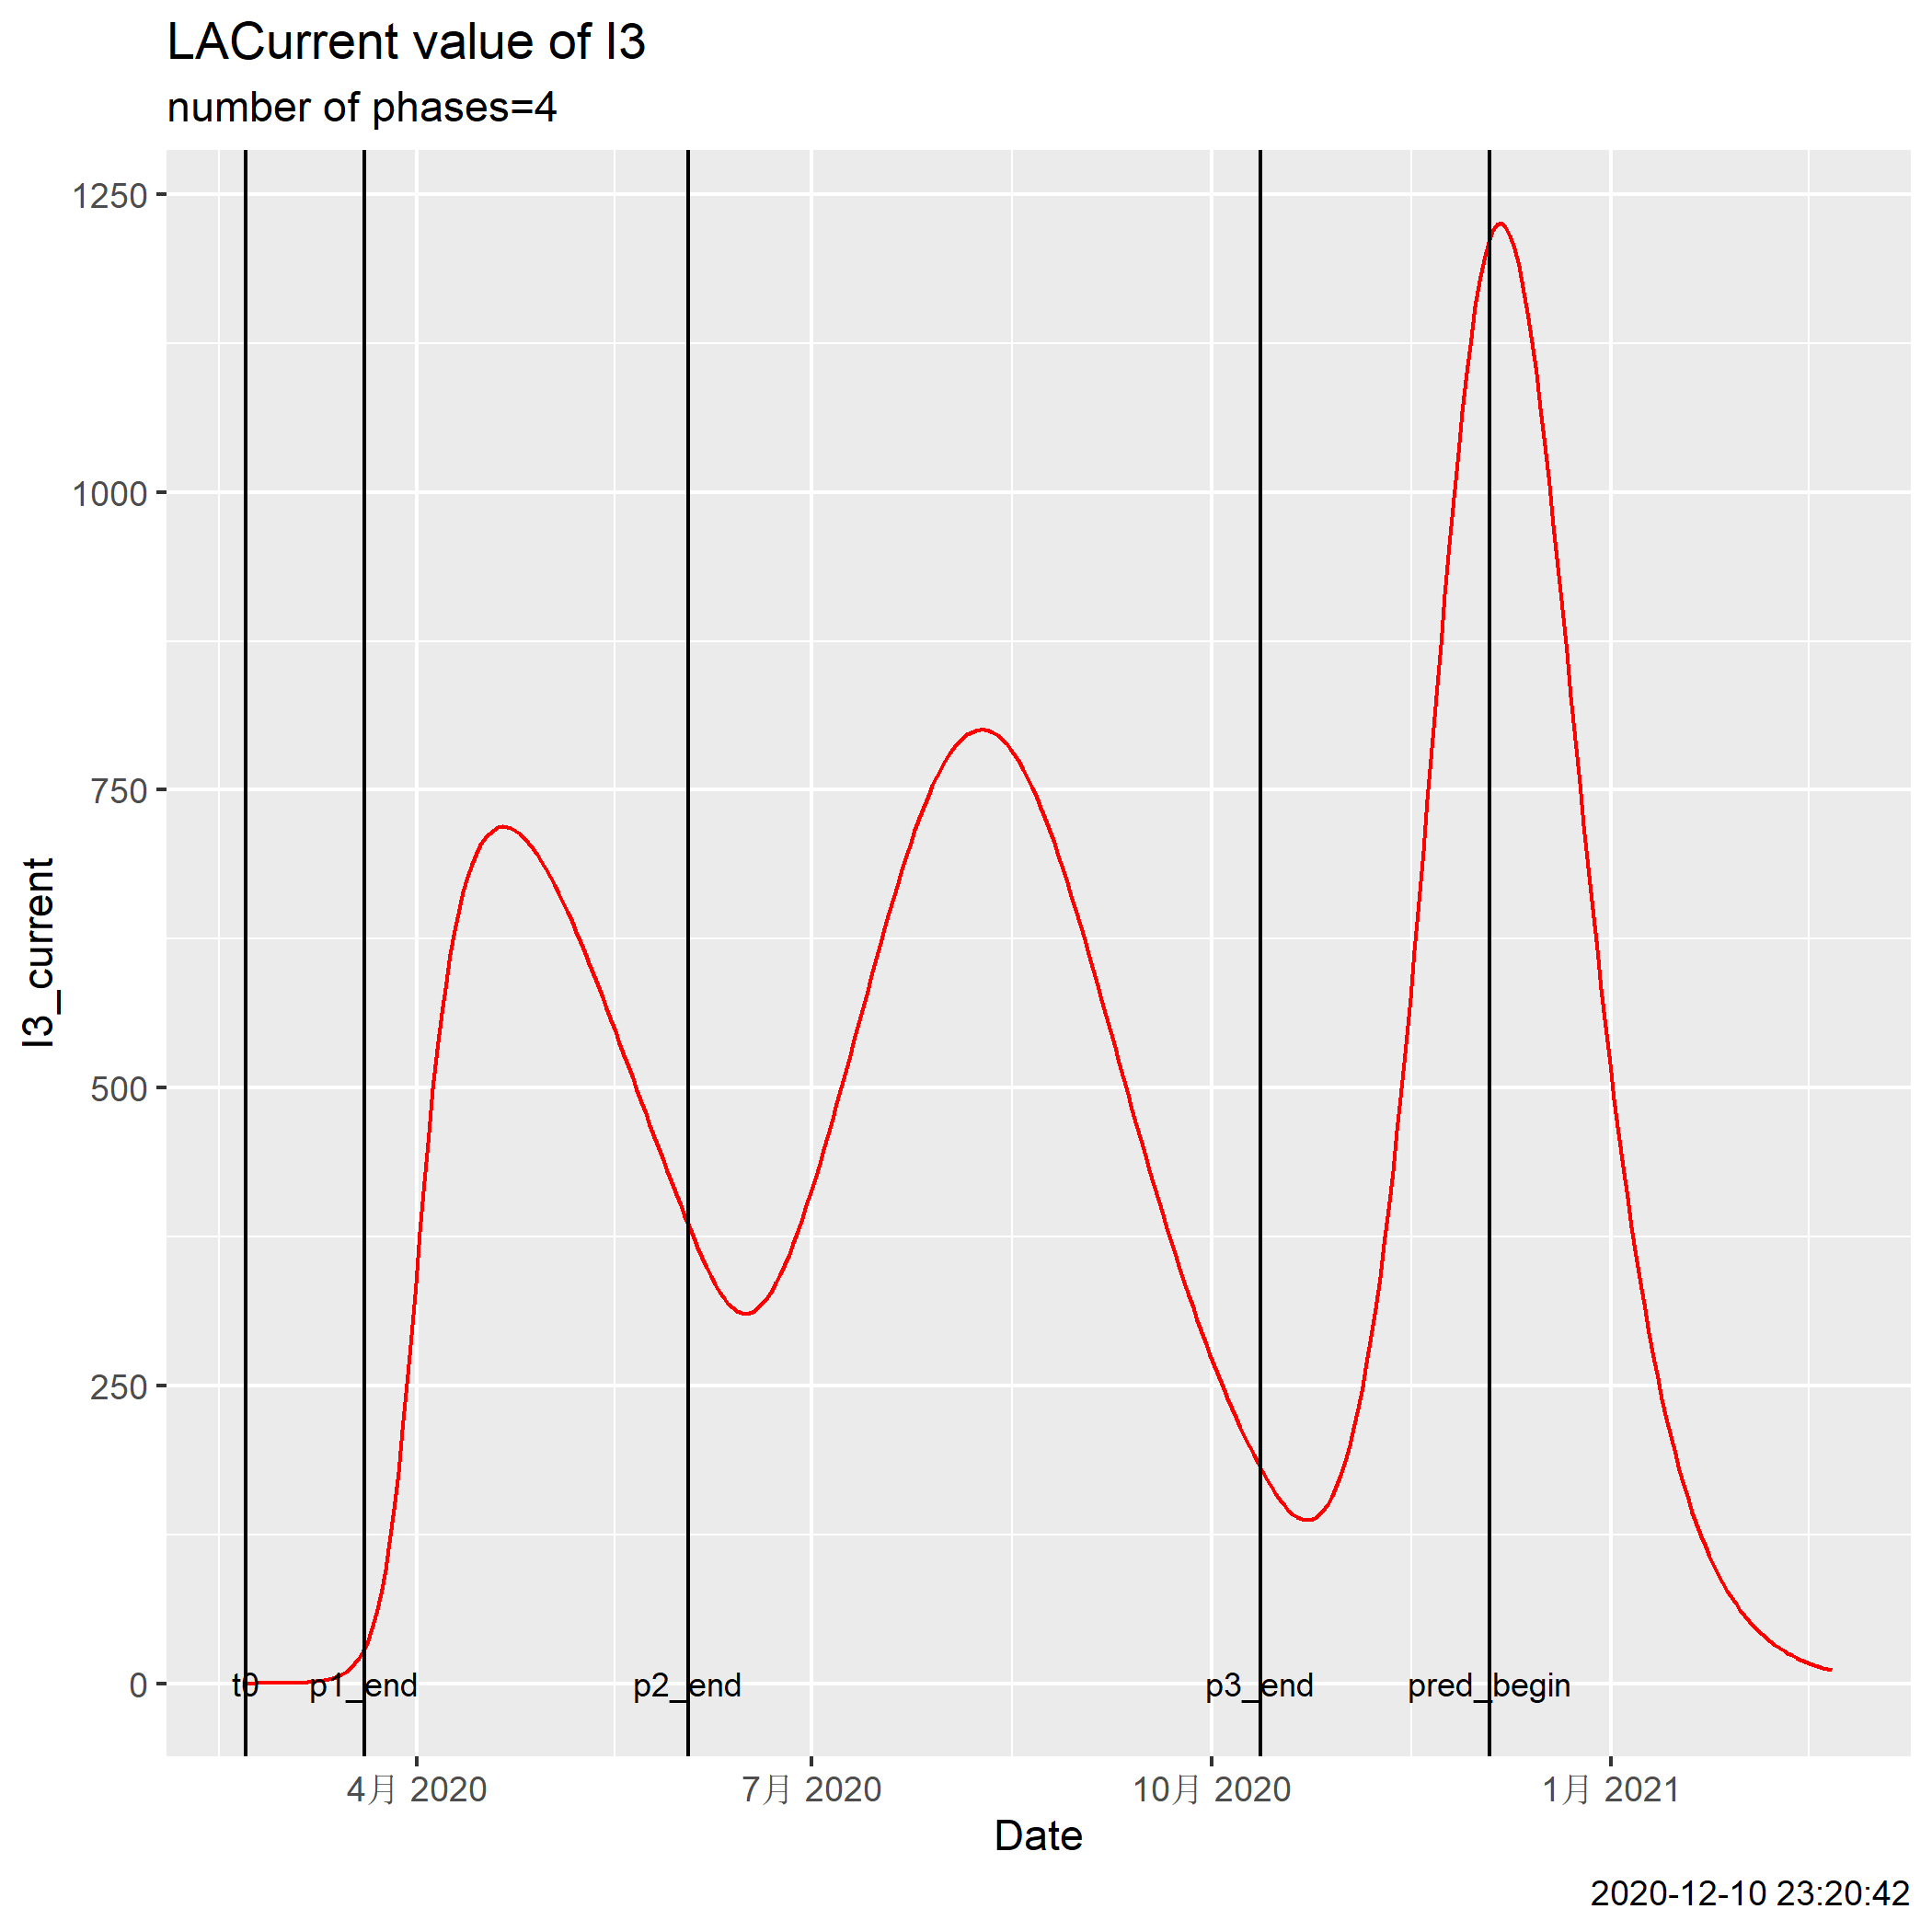 LACurrent value of I3
number of phases=4
1250
1000
750
500
250
0
I3_current
t0
p1_end
p2_end
p3_end
pred_begin
4月 2020
7月 2020
10月 2020
1月 2021
Date
2020-12-10 23:20:42